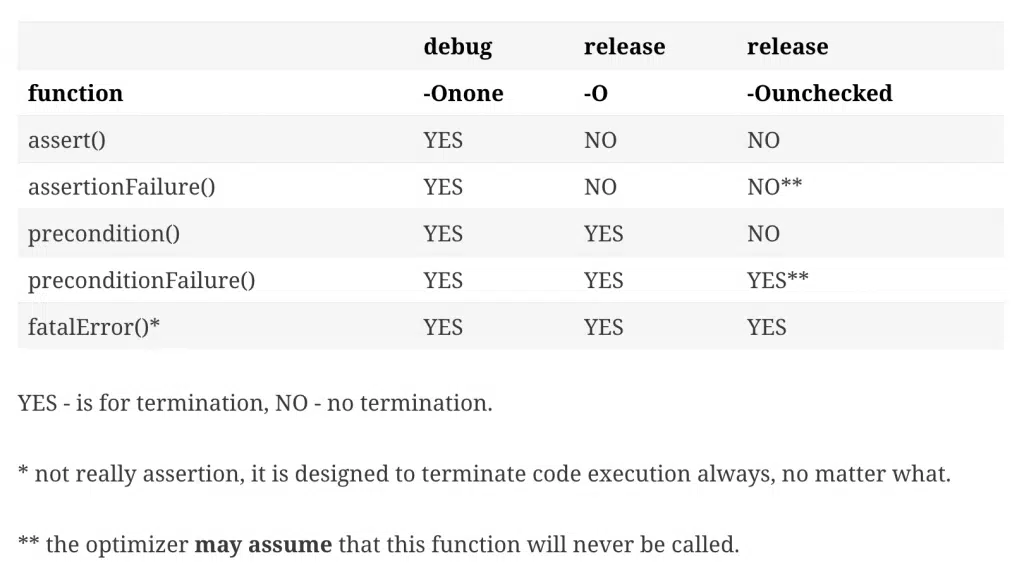 debug release release
function -Onone -O -Ounchecked
assert() YES NO NO
assertionFailure() YES NO NO**
precondition() YES YES NO
preconditionFailure() YES YES YES**
fatalError()* YES YES YES
YES - is for termination, NO - no termination.
* not really assertion, it is designed to terminate code execution always, no matter what.
** the optimizer may assume that this function will never be called.